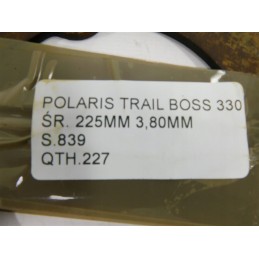 POLARIS TRAIL BOSS 330
ŚR. 225MM 3,80MM
S.839
QTH.227